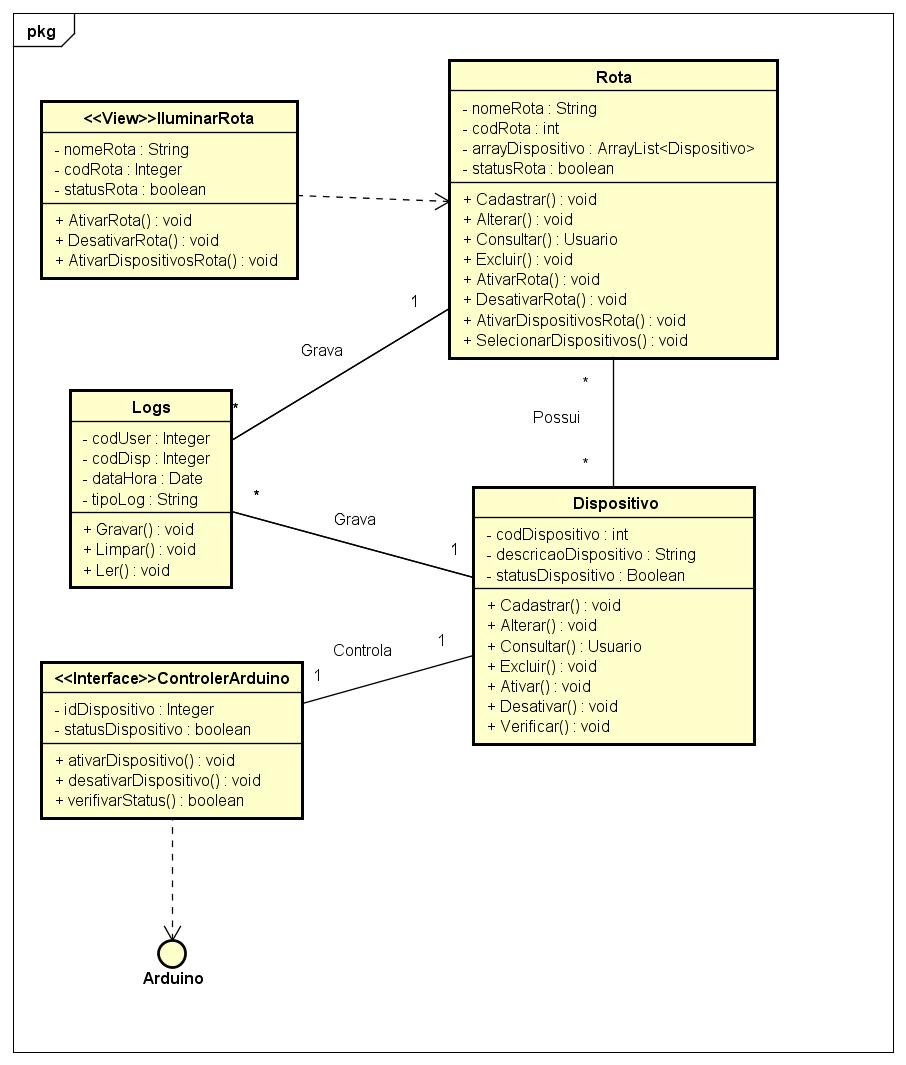 pkg
<<View>>IluminarRota
- nomeRota : String
- codRota : Integer
- statusRota : boolean
+ AtivarRota() : void
+ DesativarRota() : void
+ AtivarDispositivosRota() : void
Rota
- nomeRota : String
- codRota : int
- arrayDispositivo : ArrayList<Dispositivo>
- statusRota : boolean
+ Cadastrar() : void
+ Alterar() : void
+ Consultar() : Usuario
+ Excluir() : void
+ AtivarRota() : void
+ DesativarRota() : void
+ AtivarDispositivosRota() : void
+ SelecionarDispositivos() : void
1
Grava
*
*
Possui
*
Logs
- codUser : Integer
- codDisp : Integer
- dataHora : Date
- tipoLog : String
+ Gravar() : void
+ Limpar() : void
+ Ler() : void
*
Grava
1
Dispositivo
- codDispositivo : int
- descricaoDispositivo : String
- statusDispositivo : Boolean
+ Cadastrar() : void
+ Alterar() : void
+ Consultar() : Usuario
+ Excluir() : void
+ Ativar() : void
+ Desativar() : void
+ Verificar() : void
1
Controla
1
<<Interface>>ControlerArduino
- idDispositivo : Integer
- statusDispositivo : boolean
+ ativarDispositivo() : void
+ desativarDispositivo() : void
+ verifivarStatus() : boolean
Arduino